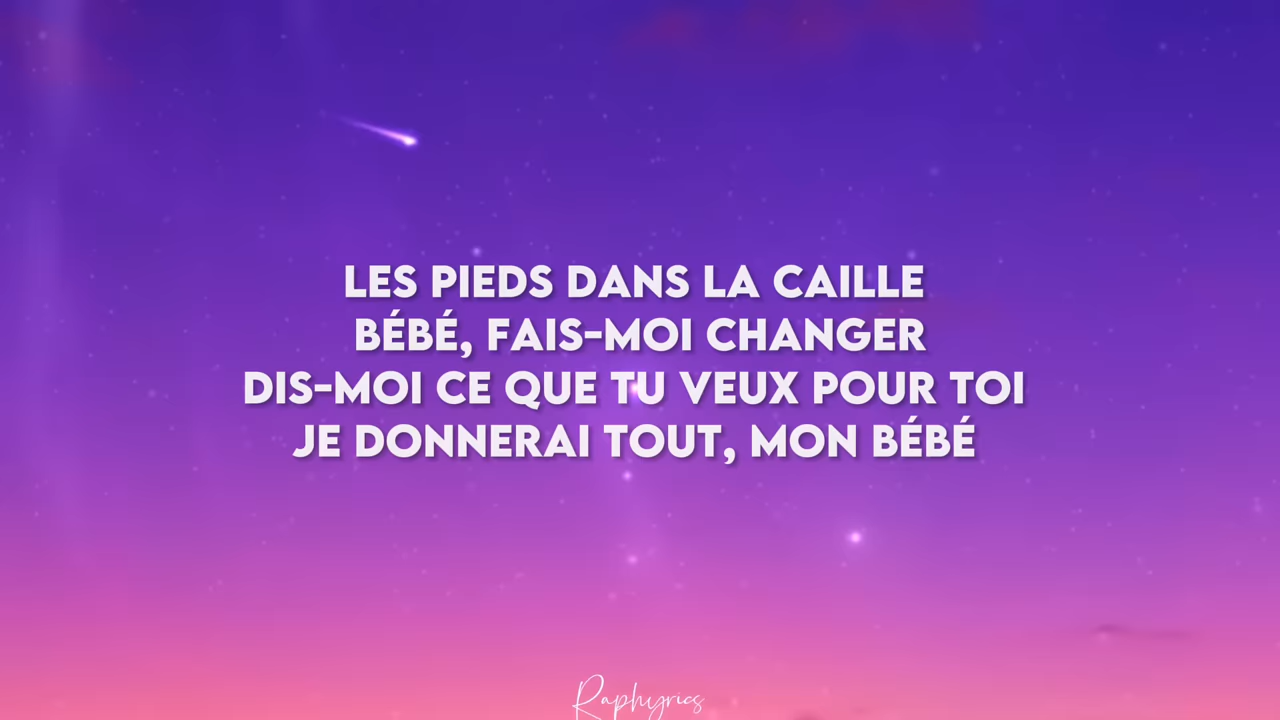 LES PIEDS DANS LA CAILLE
BÉBÉ, FAIS-MOI CHANGER
DIS-MOI CE QUE TU VEUX POUR TOI
JE DONNERAI TOUT, MON BÉBÉ
Raphyrics